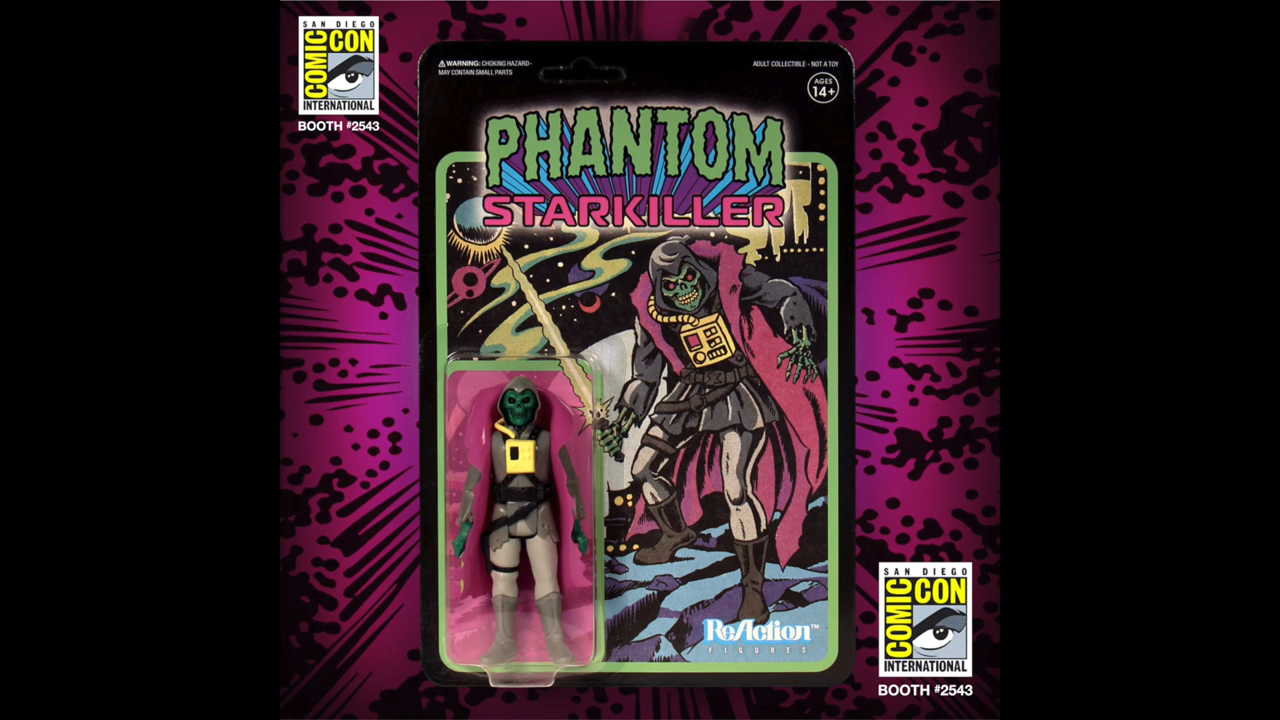 SAN DIEGO
COMIC CON
INTERNATIONAL
BOOTH #2543
WARNING: CHOKING HAZARD-
MAY CONTAIN SMALL PARTS
ADULT COLLECTIBLE - NOT A TOY
AGES
14+
PHANTOM
STARKILLER
ReAction™
FIGURES
SAN DIEGO
COMIC CON
INTERNATIONAL
BOOTH #2543